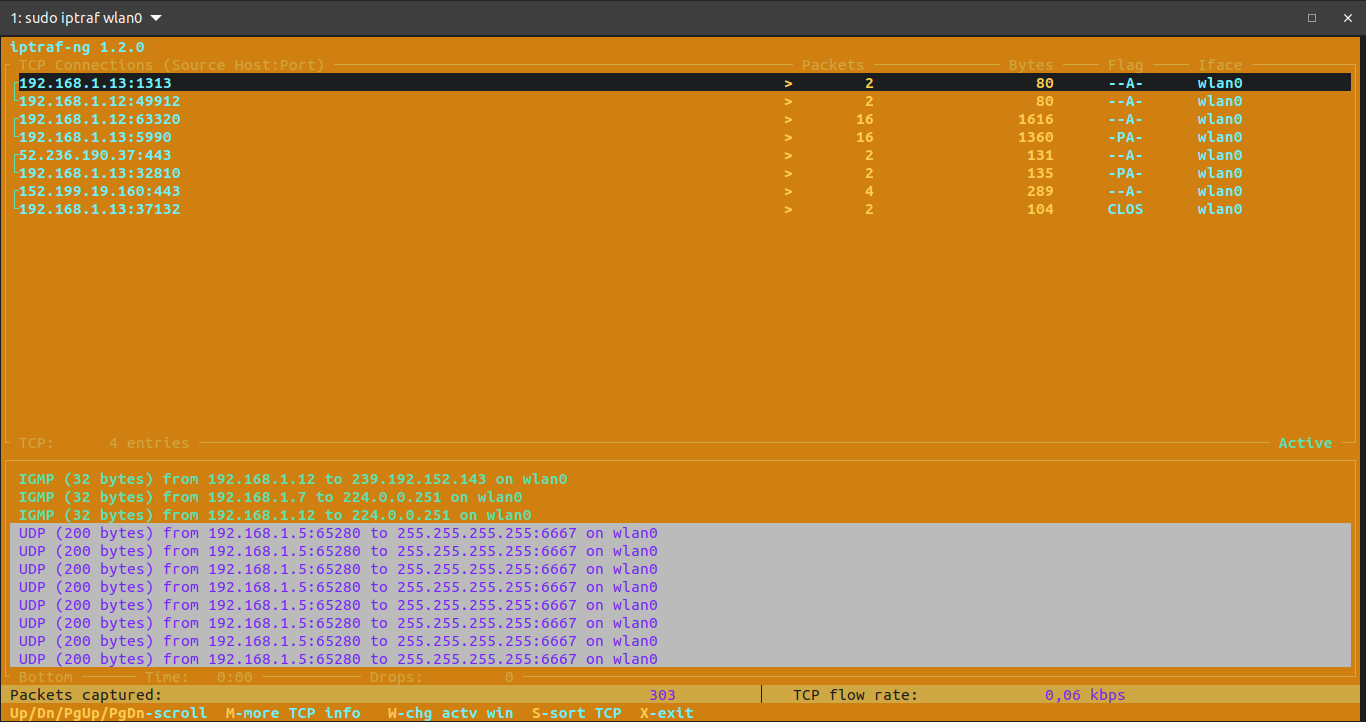 1: sudo iptraf wlan0
iptraf-ng 1.2.0
TCP Connections (Source Host:Port) Packets Bytes Flag Iface
192.168.1.13:1313 > 2 80 --A- wlan0
192.168.1.12:49912 > 2 80 --A- wlan0
192.168.1.12:63320 > 16 1616 --A- wlan0
192.168.1.13:5990 > 16 1360 -PA- wlan0
52.236.190.37:443 > 2 131 --A- wlan0
192.168.1.13:32810 > 2 135 -PA- wlan0
152.199.19.160:443 > 4 289 --A- wlan0
192.168.1.13:37132 > 2 104 CLOS wlan0
TCP: 4 entries Active
IGMP (32 bytes) from 192.168.1.12 to 239.192.152.143 on wlan0
IGMP (32 bytes) from 192.168.1.7 to 224.0.0.251 on wlan0
IGMP (32 bytes) from 192.168.1.12 to 224.0.0.251 on wlan0
UDP (200 bytes) from 192.168.1.5:65280 to 255.255.255.255:6667 on wlan0
UDP (200 bytes) from 192.168.1.5:65280 to 255.255.255.255:6667 on wlan0
UDP (200 bytes) from 192.168.1.5:65280 to 255.255.255.255:6667 on wlan0
UDP (200 bytes) from 192.168.1.5:65280 to 255.255.255.255:6667 on wlan0
UDP (200 bytes) from 192.168.1.5:65280 to 255.255.255.255:6667 on wlan0
UDP (200 bytes) from 192.168.1.5:65280 to 255.255.255.255:6667 on wlan0
UDP (200 bytes) from 192.168.1.5:65280 to 255.255.255.255:6667 on wlan0
UDP (200 bytes) from 192.168.1.5:65280 to 255.255.255.255:6667 on wlan0
Bottom Time: 0:00 Drops: 0
Packets captured: 303 TCP flow rate: 0,06 kbps
Up/Dn/PgUp/PgDn-scroll M-more TCP info W-chg actv win S-sort TCP X-exit